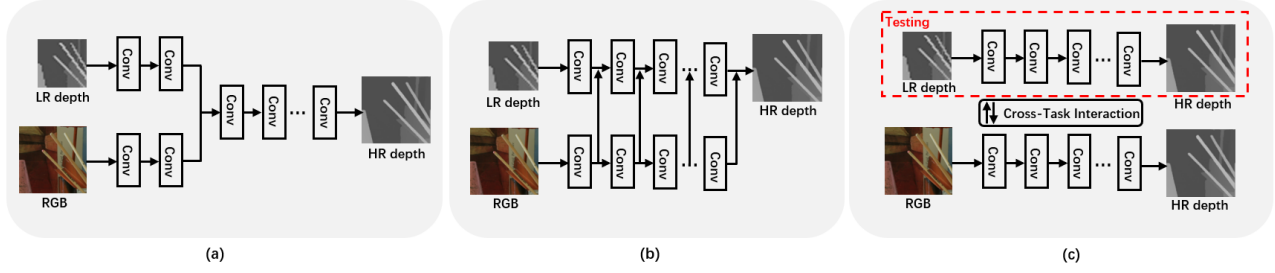 Conv
Conv
LR depth
Conv
Conv
...
Conv
HR depth
Conv
Conv
RGB
(a)
Conv
Conv
Conv
...
Conv
LR depth
HR depth
Conv
Conv
Conv
...
Conv
RGB
(b)
Testing
Conv
Conv
Conv
...
Conv
LR depth
HR depth
Cross-Task Interaction
Conv
Conv
Conv
...
Conv
RGB
HR depth
(c)